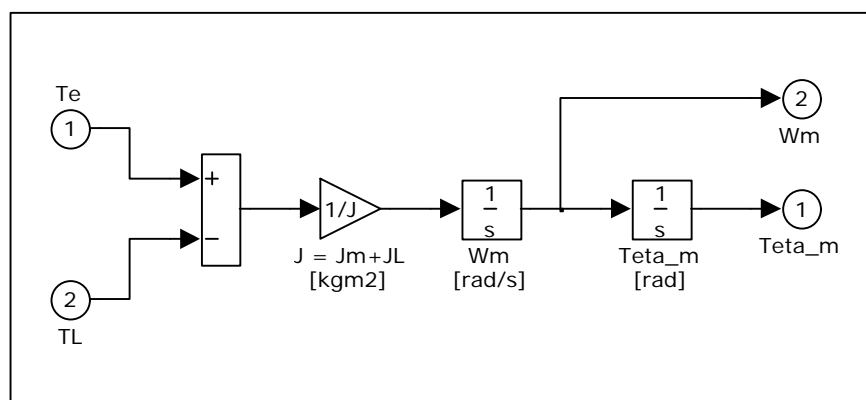 Te
1
+
−
2
TL
1/J
J = Jm+JL
[kgm2]
1
s
Wm
[rad/s]
1
s
Teta_m
[rad]
2
Wm
1
Teta_m